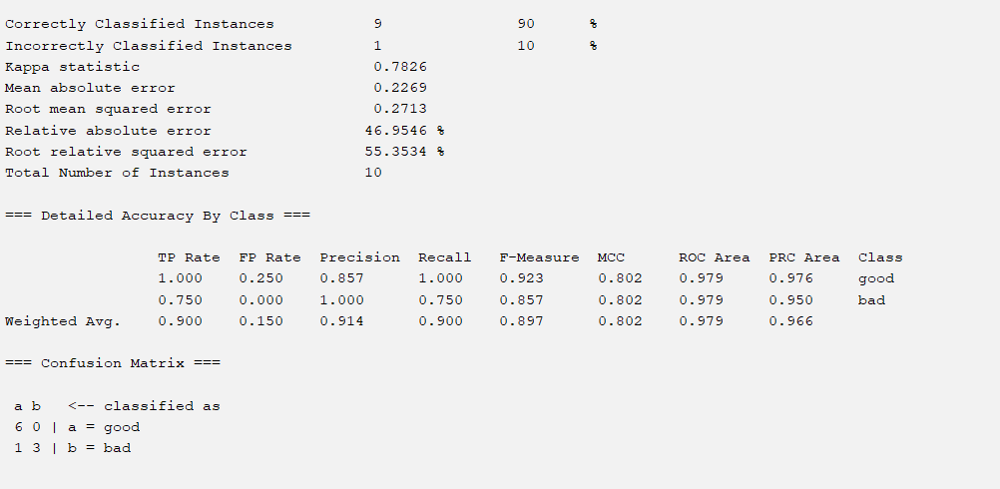 Correctly Classified Instances           9               90      %
Incorrectly Classified Instances         1               10      %
Kappa statistic                          0.7826
Mean absolute error                      0.2269
Root mean squared error                  0.2713
Relative absolute error                 46.9546 %
Root relative squared error             55.3534 %
Total Number of Instances               10
=== Detailed Accuracy By Class ===
                 TP Rate  FP Rate  Precision  Recall   F-Measure  MCC      ROC Area  PRC Area  Class
                 1.000    0.250    0.857      1.000    0.923      0.802    0.979     0.976     good
                 0.750    0.000    1.000      0.750    0.857      0.802    0.979     0.950     bad
Weighted Avg.    0.900    0.150    0.914      0.900    0.897      0.802    0.979     0.966
=== Confusion Matrix ===
 a b   <-- classified as
 6 0 | a = good
 1 3 | b = bad